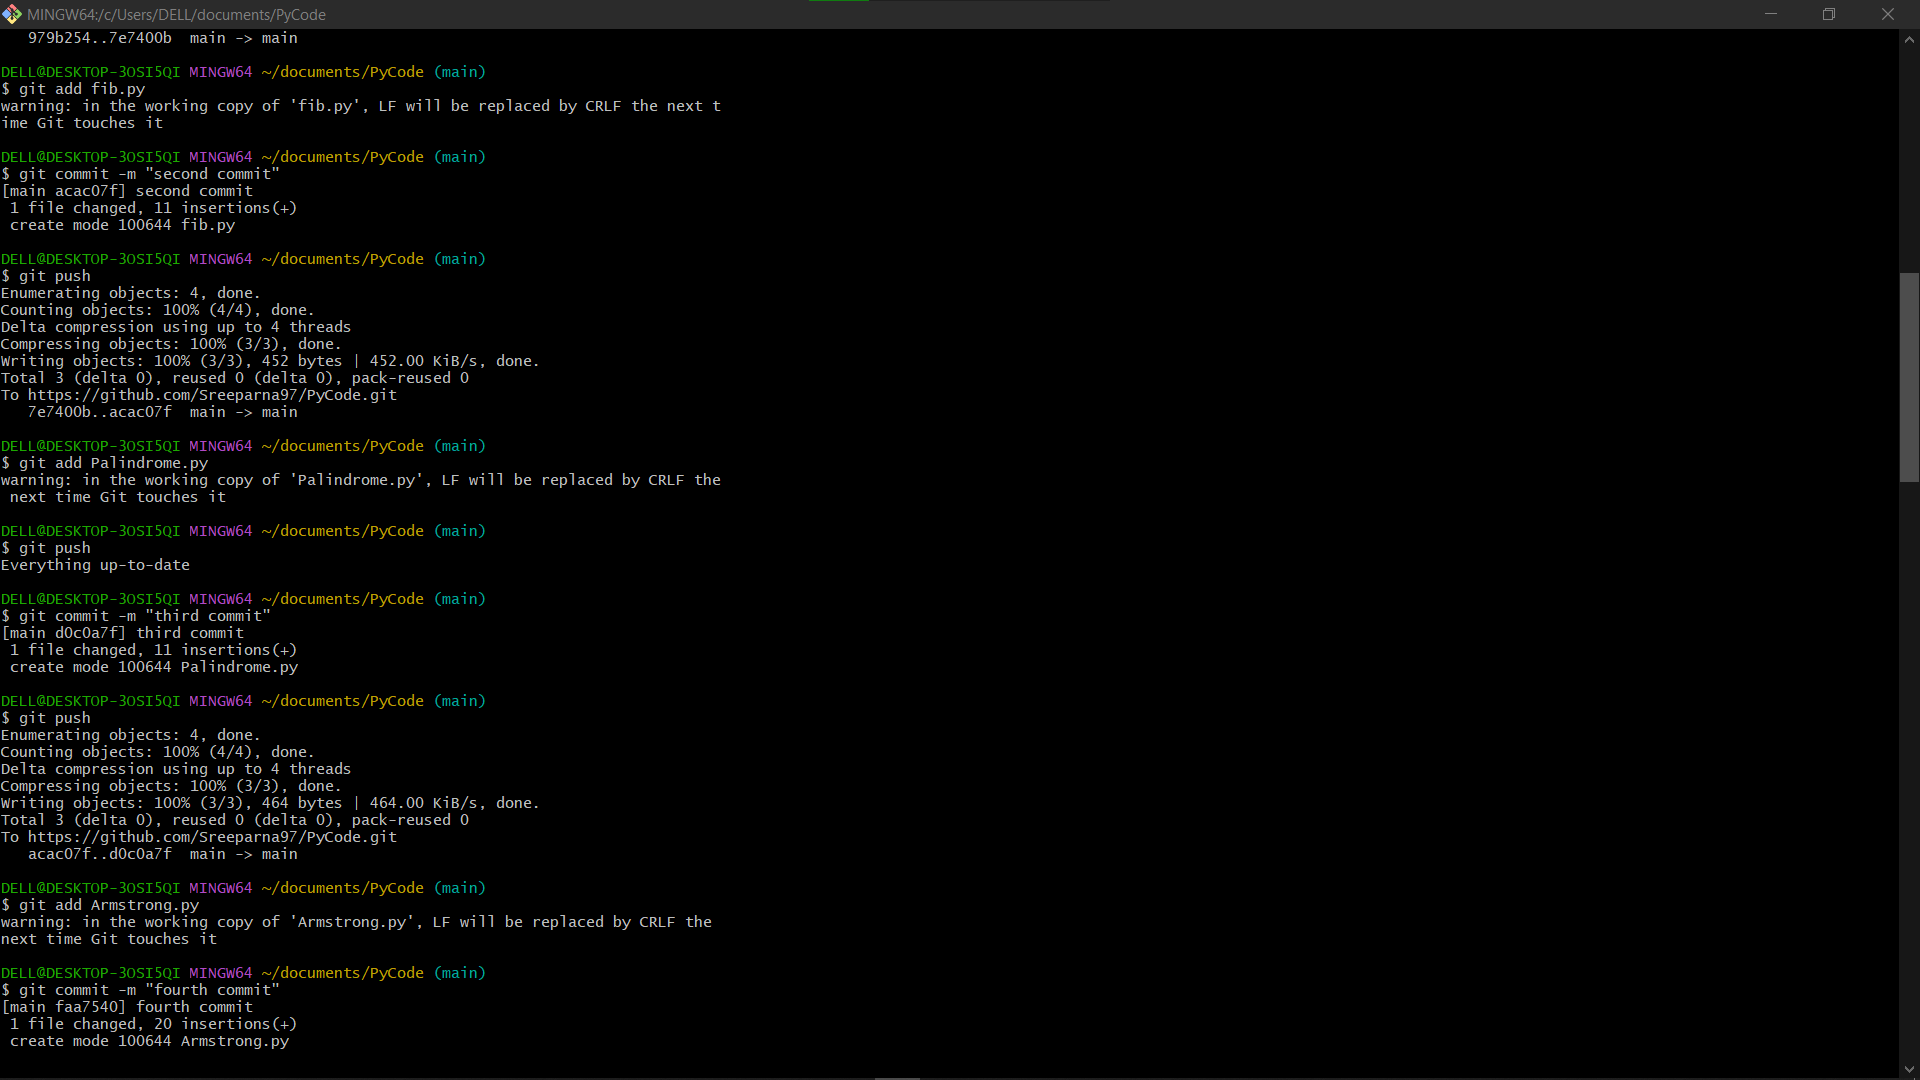 MINGW64:/c/Users/DELL/documents/PyCode
   979b254..7e7400b  main -> main

DELL@DESKTOP-3OSI5QI MINGW64 ~/documents/PyCode (main)
$ git add fib.py
warning: in the working copy of 'fib.py', LF will be replaced by CRLF the next t
ime Git touches it

DELL@DESKTOP-3OSI5QI MINGW64 ~/documents/PyCode (main)
$ git commit -m "second commit"
[main acac07f] second commit
 1 file changed, 11 insertions(+)
 create mode 100644 fib.py

DELL@DESKTOP-3OSI5QI MINGW64 ~/documents/PyCode (main)
$ git push
Enumerating objects: 4, done.
Counting objects: 100% (4/4), done.
Delta compression using up to 4 threads
Compressing objects: 100% (3/3), done.
Writing objects: 100% (3/3), 452 bytes | 452.00 KiB/s, done.
Total 3 (delta 0), reused 0 (delta 0), pack-reused 0
To https://github.com/Sreeparna97/PyCode.git
   7e7400b..acac07f  main -> main

DELL@DESKTOP-3OSI5QI MINGW64 ~/documents/PyCode (main)
$ git add Palindrome.py
warning: in the working copy of 'Palindrome.py', LF will be replaced by CRLF the
 next time Git touches it

DELL@DESKTOP-3OSI5QI MINGW64 ~/documents/PyCode (main)
$ git push
Everything up-to-date

DELL@DESKTOP-3OSI5QI MINGW64 ~/documents/PyCode (main)
$ git commit -m "third commit"
[main d0c0a7f] third commit
 1 file changed, 11 insertions(+)
 create mode 100644 Palindrome.py

DELL@DESKTOP-3OSI5QI MINGW64 ~/documents/PyCode (main)
$ git push
Enumerating objects: 4, done.
Counting objects: 100% (4/4), done.
Delta compression using up to 4 threads
Compressing objects: 100% (3/3), done.
Writing objects: 100% (3/3), 464 bytes | 464.00 KiB/s, done.
Total 3 (delta 0), reused 0 (delta 0), pack-reused 0
To https://github.com/Sreeparna97/PyCode.git
   acac07f..d0c0a7f  main -> main

DELL@DESKTOP-3OSI5QI MINGW64 ~/documents/PyCode (main)
$ git add Armstrong.py
warning: in the working copy of 'Armstrong.py', LF will be replaced by CRLF the
next time Git touches it

DELL@DESKTOP-3OSI5QI MINGW64 ~/documents/PyCode (main)
$ git commit -m "fourth commit"
[main faa7540] fourth commit
 1 file changed, 20 insertions(+)
 create mode 100644 Armstrong.py